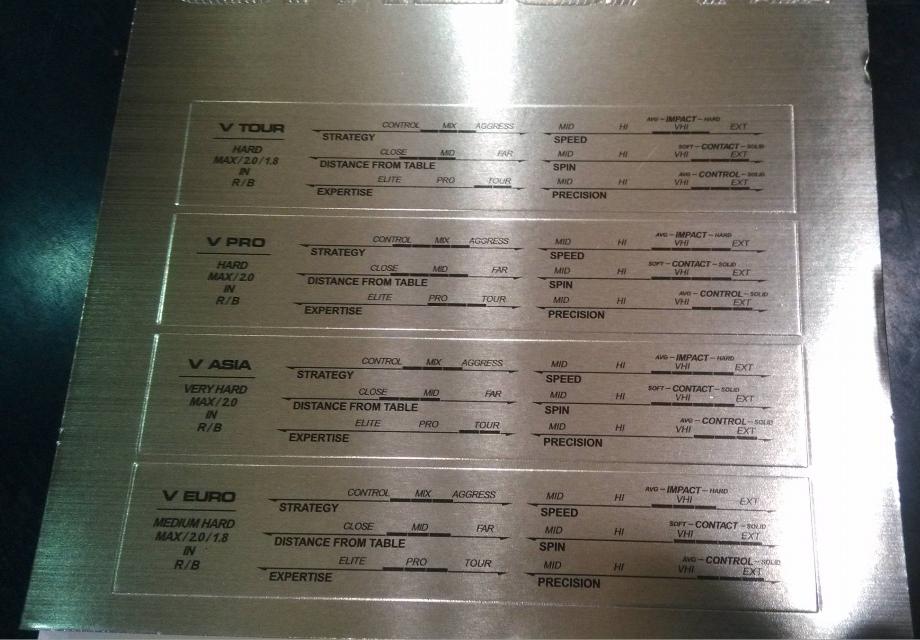 V TOUR
HARD
MAX / 2.0 / 1.8
IN
R / B
CONTROL MIX AGGRESS
STRATEGY
CLOSE MID FAR
DISTANCE FROM TABLE
ELITE PRO TOUR
EXPERTISE
AVG – IMPACT – HARD
MID HI VHI EXT
SPEED
SOFT – CONTACT – SOLID
MID HI VHI EXT
SPIN
AVG – CONTROL – SOLID
MID HI VHI EXT
PRECISION
V PRO
HARD
MAX / 2.0
IN
R / B
CONTROL MIX AGGRESS
STRATEGY
CLOSE MID FAR
DISTANCE FROM TABLE
ELITE PRO TOUR
EXPERTISE
AVG – IMPACT – HARD
MID HI VHI EXT
SPEED
SOFT – CONTACT – SOLID
MID HI VHI EXT
SPIN
AVG – CONTROL – SOLID
MID HI VHI EXT
PRECISION
V ASIA
VERY HARD
MAX / 2.0
IN
R / B
CONTROL MIX AGGRESS
STRATEGY
CLOSE MID FAR
DISTANCE FROM TABLE
ELITE PRO TOUR
EXPERTISE
AVG – IMPACT – HARD
MID HI VHI EXT
SPEED
SOFT – CONTACT – SOLID
MID HI VHI EXT
SPIN
AVG – CONTROL – SOLID
MID HI VHI EXT
PRECISION
V EURO
MEDIUM HARD
MAX / 2.0 / 1.8
IN
R / B
CONTROL MIX AGGRESS
STRATEGY
CLOSE MID FAR
DISTANCE FROM TABLE
ELITE PRO TOUR
EXPERTISE
AVG – IMPACT – HARD
MID HI VHI EXT
SPEED
SOFT – CONTACT – SOLID
MID HI VHI EXT
SPIN
AVG – CONTROL – SOLID
MID HI VHI EXT
PRECISION